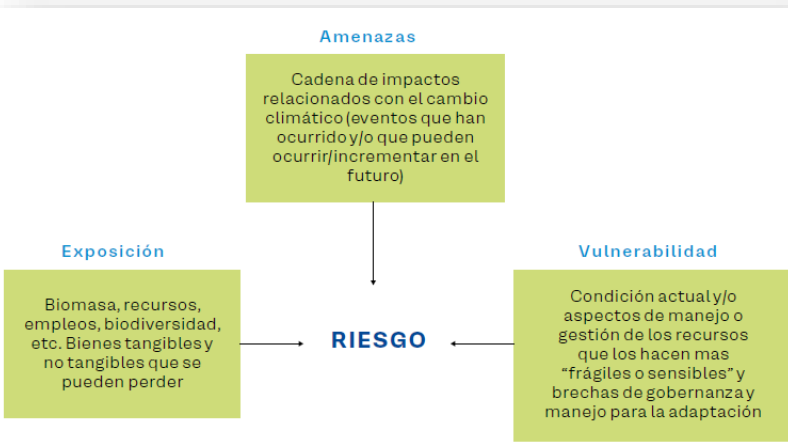 Amenazas
Cadena de impactos
relacionados con el cambio
climático (eventos que han
ocurrido y/o que pueden
ocurrir/incrementar en el
futuro)
Exposición
Biomasa, recursos,
empleos, biodiversidad,
etc. Bienes tangibles y
no tangibles que se
pueden perder
RIESGO
Vulnerabilidad
Condición actual y/o
aspectos de manejo o
gestión de los recursos
que los hacen mas
“frágiles o sensibles” y
brechas de gobernanza y
manejo para la adaptación